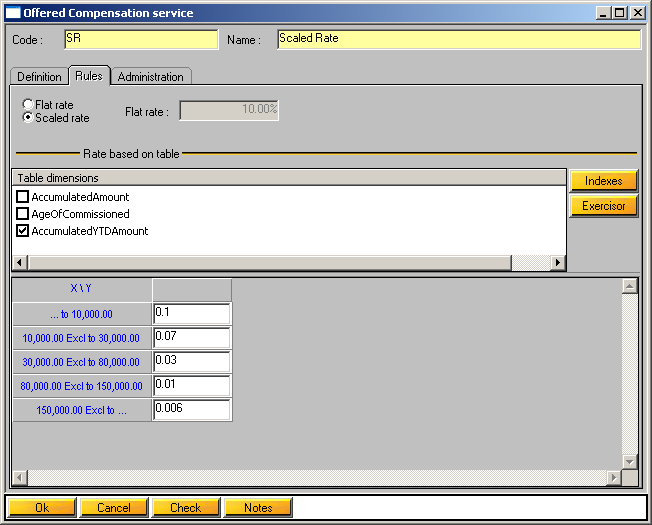 Offered Compensation service
Code : SR Name : Scaled Rate
Definition Rules Administration
Flat rate
Scaled rate
Flat rate : 10.00%
Rate based on table
Table dimensions
AccumulatedAmount
AgeOfCommissioned
AccumulatedYTDAmount
Indexes
Exercisor
X \ Y
... to 10,000.00 0.1
10,000.00 Excl to 30,000.00 0.07
30,000.00 Excl to 80,000.00 0.03
80,000.00 Excl to 150,000.00 0.01
150,000.00 Excl to ... 0.006
Ok Cancel Check Notes